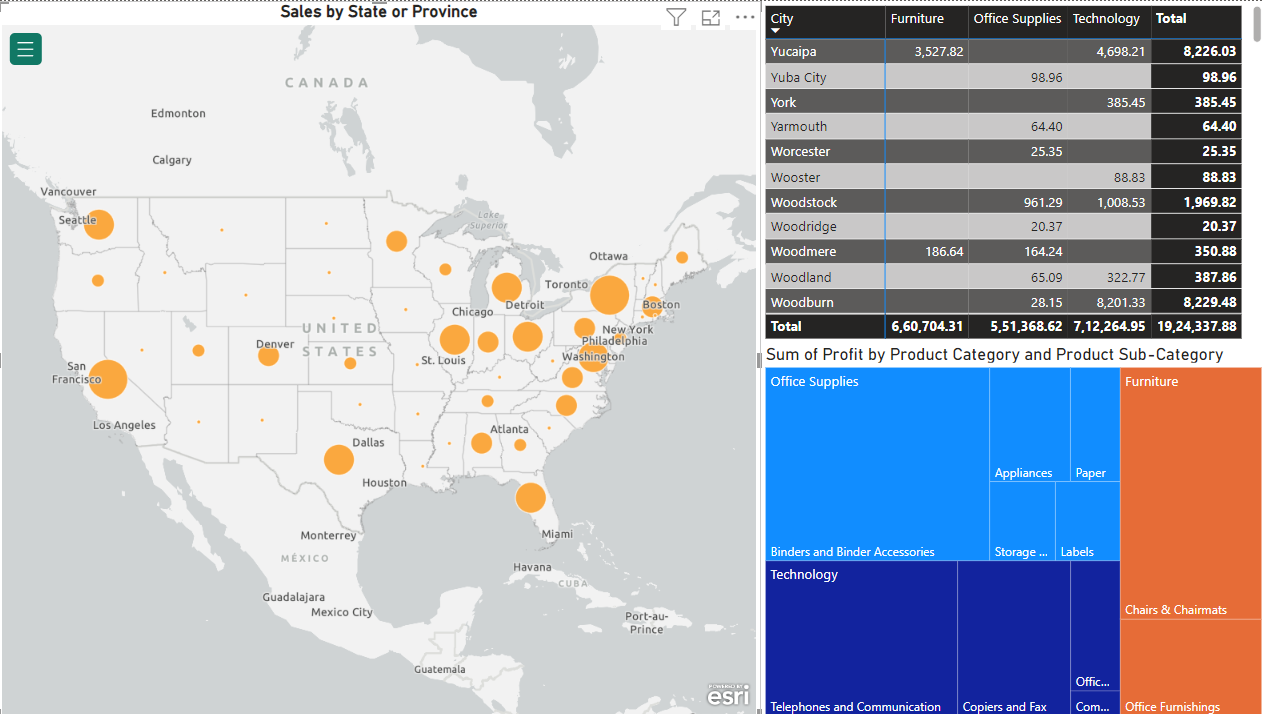 Sales by State or Province
CANADA
Edmonton
Calgary
Vancouver
Seattle
Lake
Superior
Ottawa
Toronto
Boston
Detroit
Chicago
New York
Philadelphia
UNITED
STATES
Denver
Washington
St. Louis
San
Francisco
Los Angeles
Atlanta
Dallas
Houston
Monterrey
Miami
MÉXICO
Havana
CUBA
Guadalajara
Mexico City
Port-au-
Prince
Guatemala
POWERED BY
esri
City Furniture Office Supplies Technology Total
Yucaipa 3,527.82 4,698.21 8,226.03
Yuba City 98.96 98.96
York 385.45 385.45
Yarmouth 64.40 64.40
Worcester 25.35 25.35
Wooster 88.83 88.83
Woodstock 961.29 1,008.53 1,969.82
Woodridge 20.37 20.37
Woodmere 186.64 164.24 350.88
Woodland 65.09 322.77 387.86
Woodburn 28.15 8,201.33 8,229.48
Total 6,60,704.31 5,51,368.62 7,12,264.95 19,24,337.88
Sum of Profit by Product Category and Product Sub-Category
Office Supplies
Furniture
Appliances
Paper
Binders and Binder Accessories
Storage ...
Labels
Technology
Chairs & Chairmats
Offic...
Telephones and Communication
Copiers and Fax
Com...
Office Furnishings